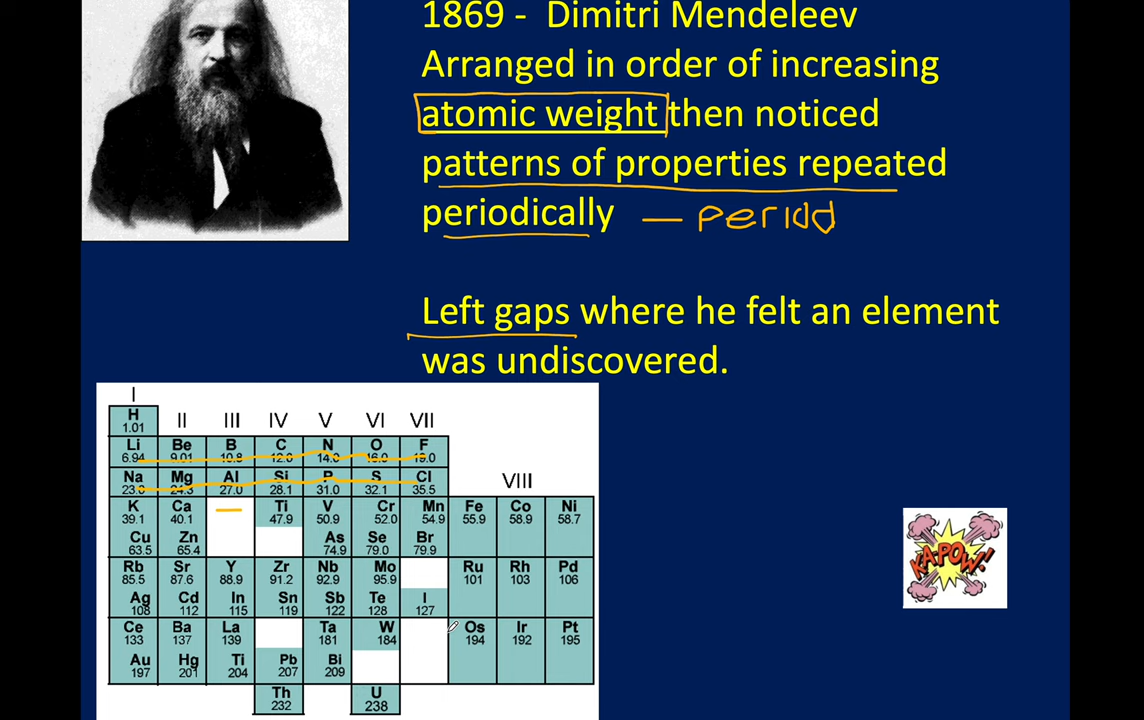 1869 - Dimitri Mendeleev
Arranged in order of increasing
atomic weight then noticed
patterns of properties repeated
periodically — period
Left gaps where he felt an element
was undiscovered.
I
H
1.01
II III IV V VI VII
Li Be B C N O F
6.94 9.01 10.8 12.0 14.0 16.0 19.0
Na Mg Al Si P S Cl
23.0 24.3 27.0 28.1 31.0 32.1 35.5
VIII
K Ca Ti V Cr Mn Fe Co Ni
39.1 40.1 47.9 50.9 52.0 54.9 55.9 58.9 58.7
Cu Zn As Se Br
63.5 65.4 74.9 79.0 79.9
Rb Sr Y Zr Nb Mo Ru Rh Pd
85.5 87.6 88.9 91.2 92.9 95.9 101 103 106
Ag Cd In Sn Sb Te I
108 112 115 119 122 128 127
Ce Ba La Ta W Os Ir Pt
133 137 139 181 184 194 192 195
Au Hg Ti Pb Bi
197 201 204 207 209
Th U
232 238
KA-POW!